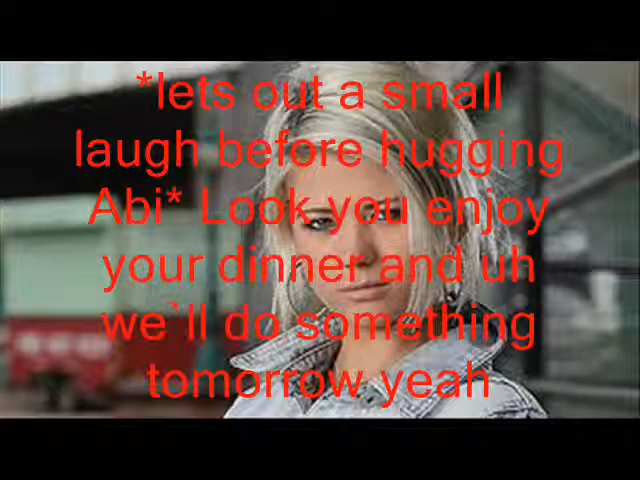 *lets out a small
laugh before hugging
Abi* Look you enjoy
your dinner and uh
we`ll do something
tomorrow yeah